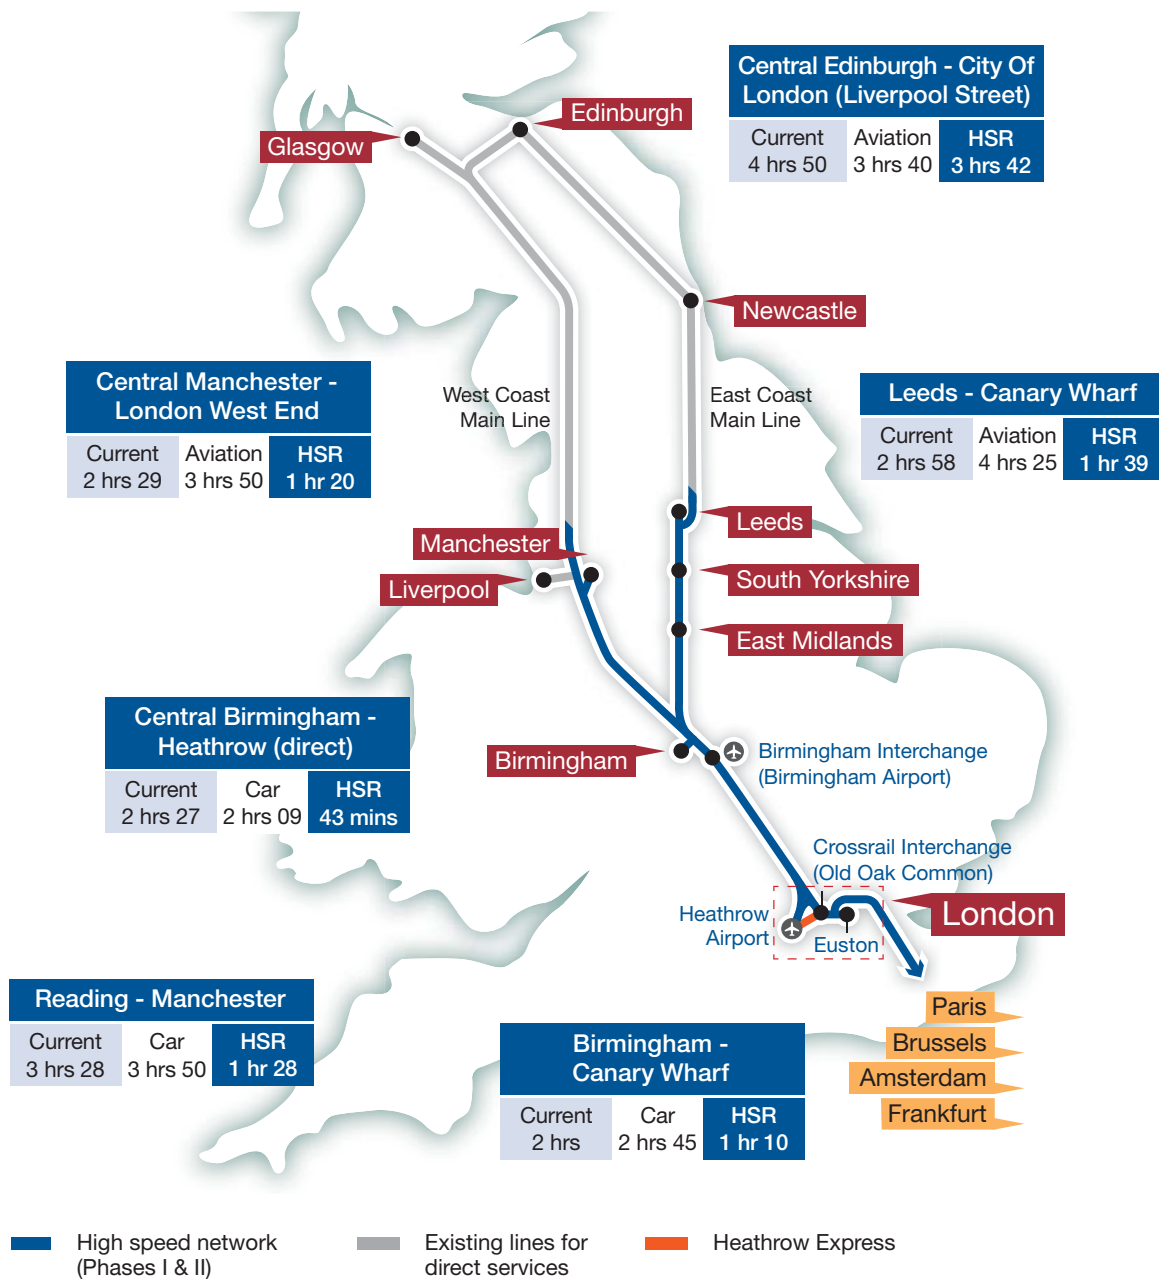 Central Edinburgh - City Of
London (Liverpool Street)
Current
4 hrs 50
Aviation
3 hrs 40
HSR
3 hrs 42
Edinburgh
Glasgow
Newcastle
Central Manchester -
London West End
Current
2 hrs 29
Aviation
3 hrs 50
HSR
1 hr 20
West Coast
Main Line
East Coast
Main Line
Leeds - Canary Wharf
Current
2 hrs 58
Aviation
4 hrs 25
HSR
1 hr 39
Leeds
Manchester
Liverpool
South Yorkshire
East Midlands
Central Birmingham -
Heathrow (direct)
Current
2 hrs 27
Car
2 hrs 09
HSR
43 mins
Birmingham
Birmingham Interchange
(Birmingham Airport)
Crossrail Interchange
(Old Oak Common)
Heathrow
Airport
Euston
London
Reading - Manchester
Current
3 hrs 28
Car
3 hrs 50
HSR
1 hr 28
Birmingham -
Canary Wharf
Current
2 hrs
Car
2 hrs 45
HSR
1 hr 10
Paris
Brussels
Amsterdam
Frankfurt
High speed network
(Phases I & II)
Existing lines for
direct services
Heathrow Express